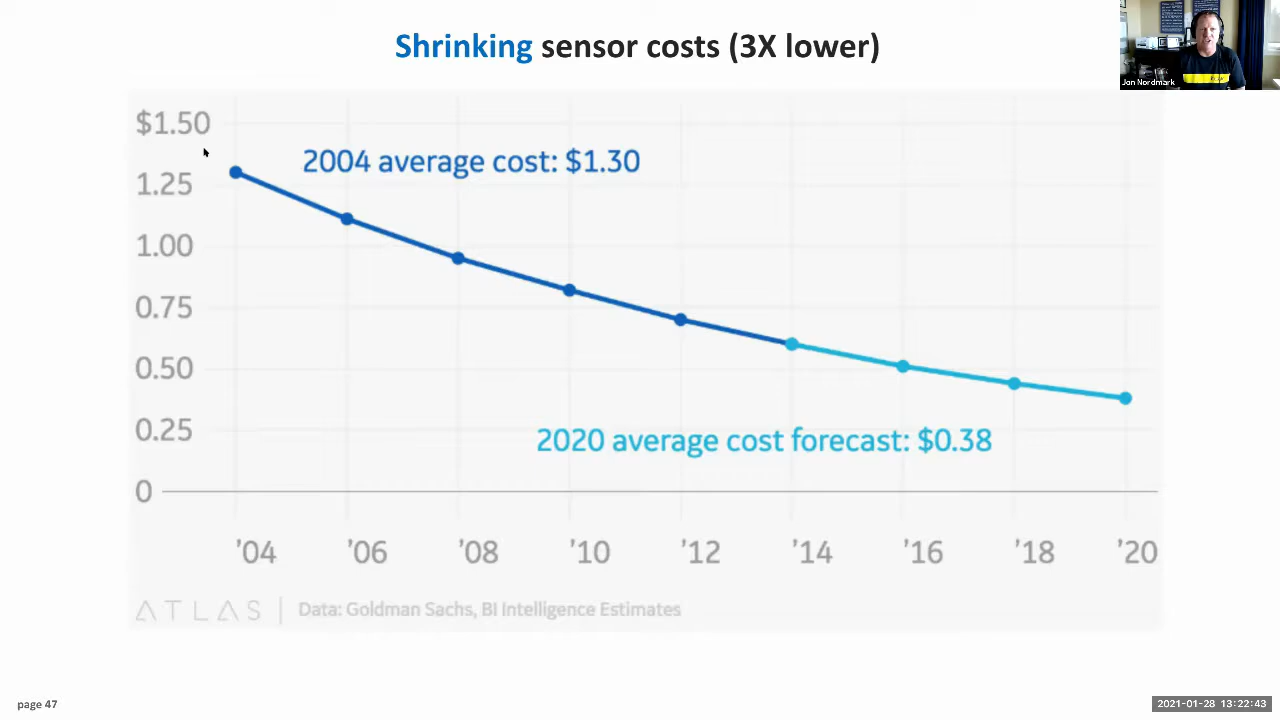 Shrinking sensor costs (3X lower)
Jon Nordmark
$1.50
2004 average cost: $1.30
1.25
1.00
0.75
0.50
0.25
2020 average cost forecast: $0.38
0
’04 ’06 ’08 ’10 ’12 ’14 ’16 ’18 ’20
ATLAS | Data: Goldman Sachs, BI Intelligence Estimates
page 47
2021-01-28 13:22:43